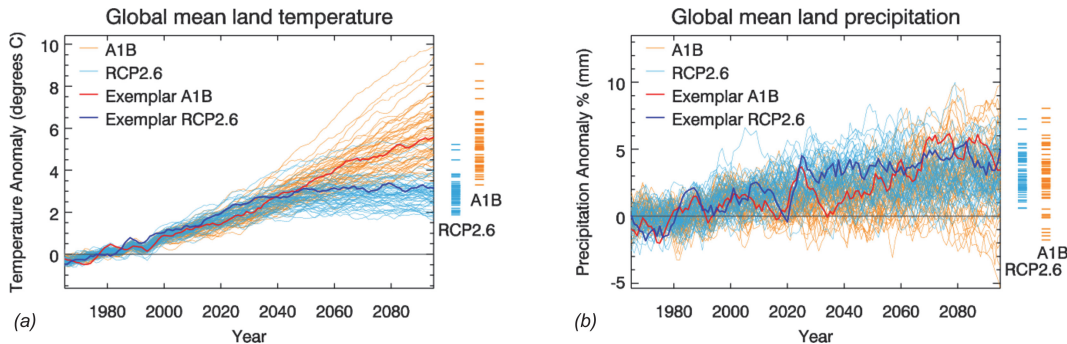 Global mean land temperature
Temperature Anomaly (degrees C)
10
8
6
4
2
0
A1B
RCP2.6
Exemplar A1B
Exemplar RCP2.6
1980 2000 2020 2040 2060 2080
Year
A1B
RCP2.6
(a)
Global mean land precipitation
Precipitation Anomaly % (mm)
10
5
0
-5
A1B
RCP2.6
Exemplar A1B
Exemplar RCP2.6
1980 2000 2020 2040 2060 2080
Year
A1B
RCP2.6
(b)